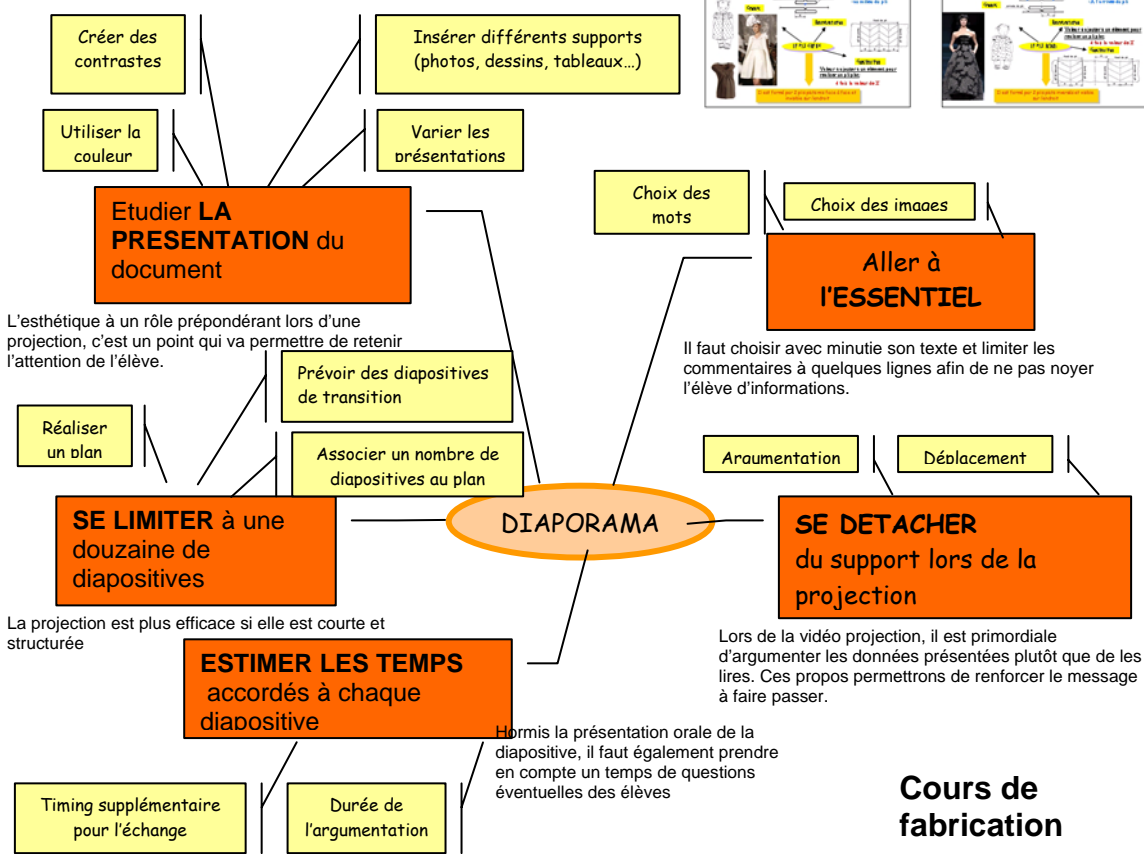 Créer des
contrastes
Insérer différents supports
(photos, dessins, tableaux…)
Utiliser la
couleur
Varier les
présentations
Etudier LA
PRESENTATION du
document
L'esthétique à un rôle prépondérant lors d'une
projection, c'est un point qui va permettre de retenir
l'attention de l'élève.
Choix des
mots
Choix des images
Aller à
l'ESSENTIEL
Il faut choisir avec minutie son texte et limiter les
commentaires à quelques lignes afin de ne pas noyer
l'élève d'informations.
Prévoir des diapositives
de transition
Réaliser
un plan
Associer un nombre de
diapositives au plan
SE LIMITER à une
douzaine de
diapositives
La projection est plus efficace si elle est courte et
structurée
DIAPORAMA
Argumentation
Déplacement
SE DETACHER
du support lors de la
projection
Lors de la vidéo projection, il est primordiale
d'argumenter les données présentées plutôt que de les
lires. Ces propos permettrons de renforcer le message
à faire passer.
ESTIMER LES TEMPS
accordés à chaque
diapositive
Hormis la présentation orale de la
diapositive, il faut également prendre
en compte un temps de questions
éventuelles des élèves
Timing supplémentaire
pour l'échange
Durée de
l'argumentation
Cours de
fabrication